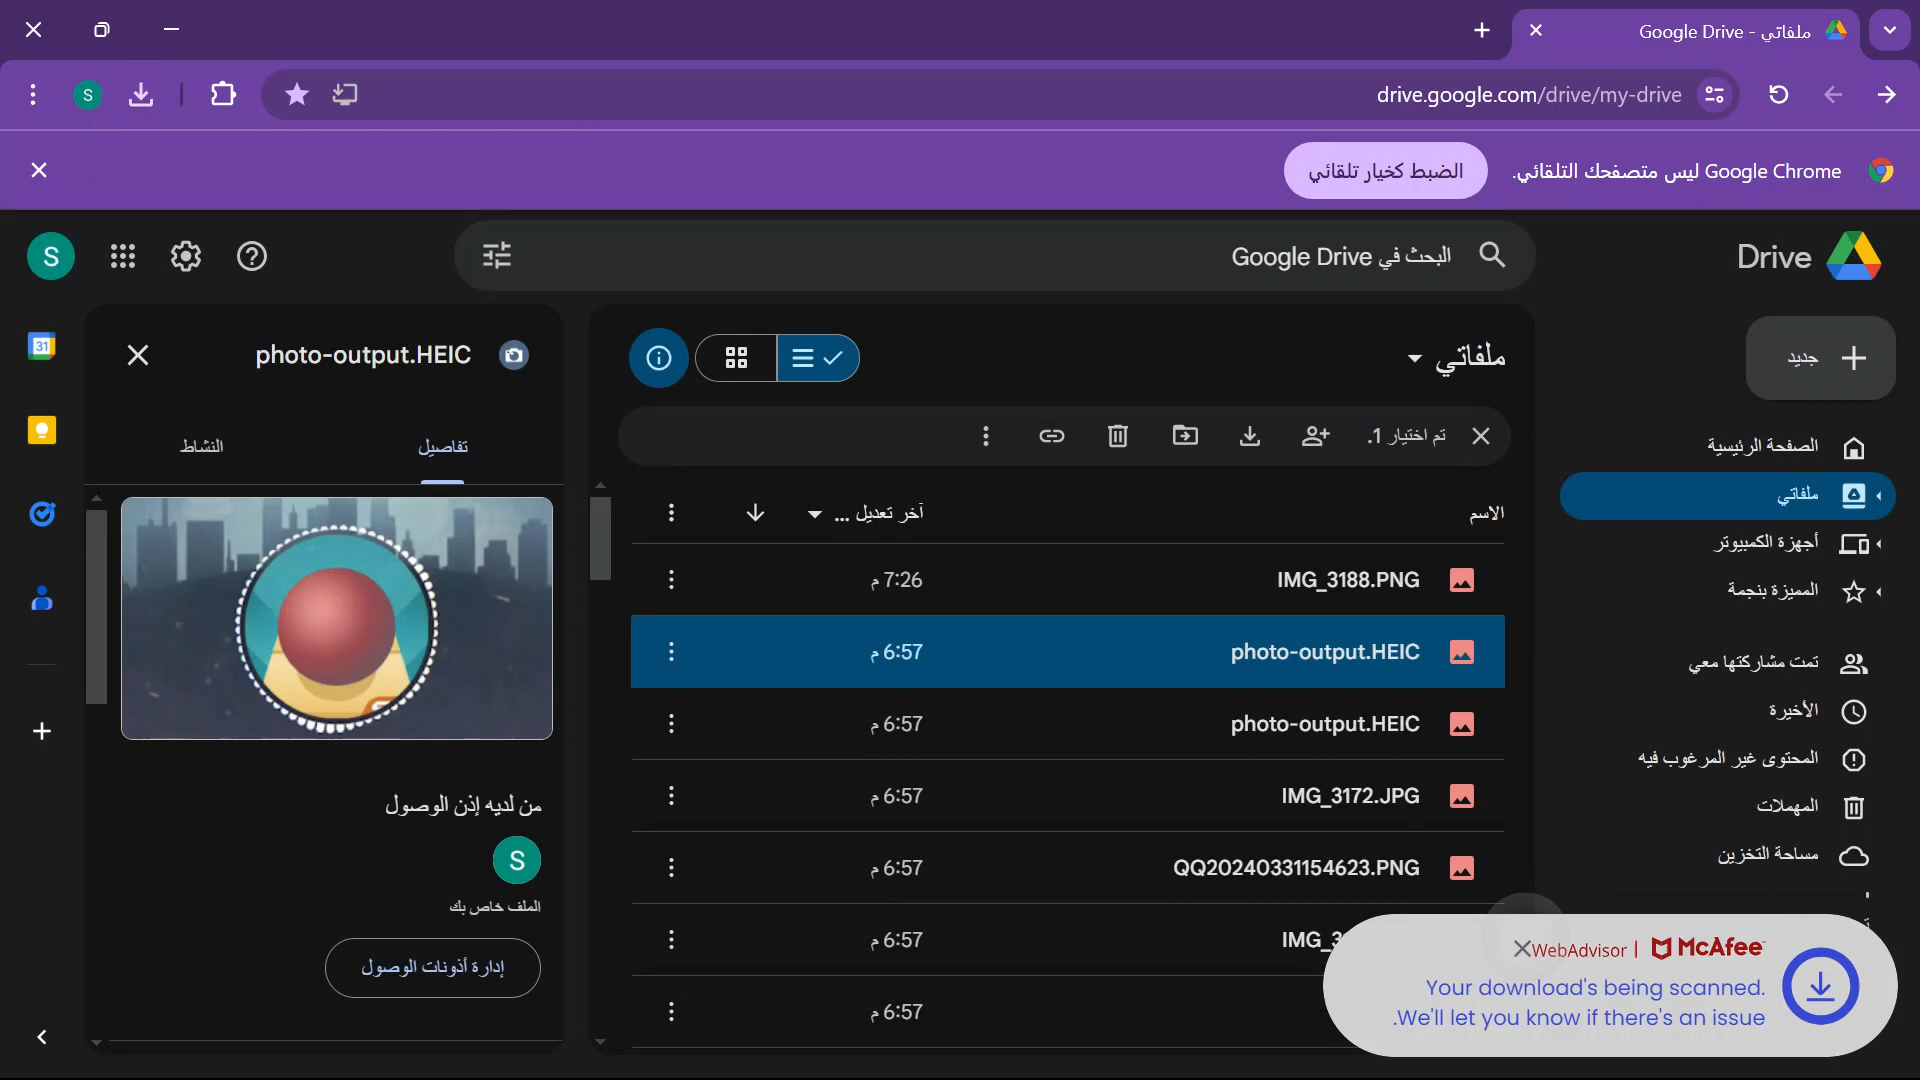 ملفاتي - Google Drive
drive.google.com/drive/my-drive
S
Google Chrome ليس متصفحك التلقائي.
الضبط كخيار تلقائي
Drive
البحث في Google Drive
S
جديد
الصفحة الرئيسية
ملفاتي
أجهزة الكمبيوتر
المميزة بنجمة
تمت مشاركتها معي
الأخيرة
المحتوى غير المرغوب فيه
المهملات
مساحة التخزين
ملفاتي
تم اختيار 1.
الاسم
آخر تعديل ...
IMG_3188.PNG
7:26 م
photo-output.HEIC
6:57 م
photo-output.HEIC
6:57 م
IMG_3172.JPG
6:57 م
QQ20240331154623.PNG
6:57 م
IMG_3
6:57 م
6:57 م
photo-output.HEIC
تفاصيل
النشاط
من لديه إذن الوصول
S
الملف خاص بك
إدارة أذونات الوصول
31
McAfee | WebAdvisor
Your download's being scanned.
We'll let you know if there's an issue.